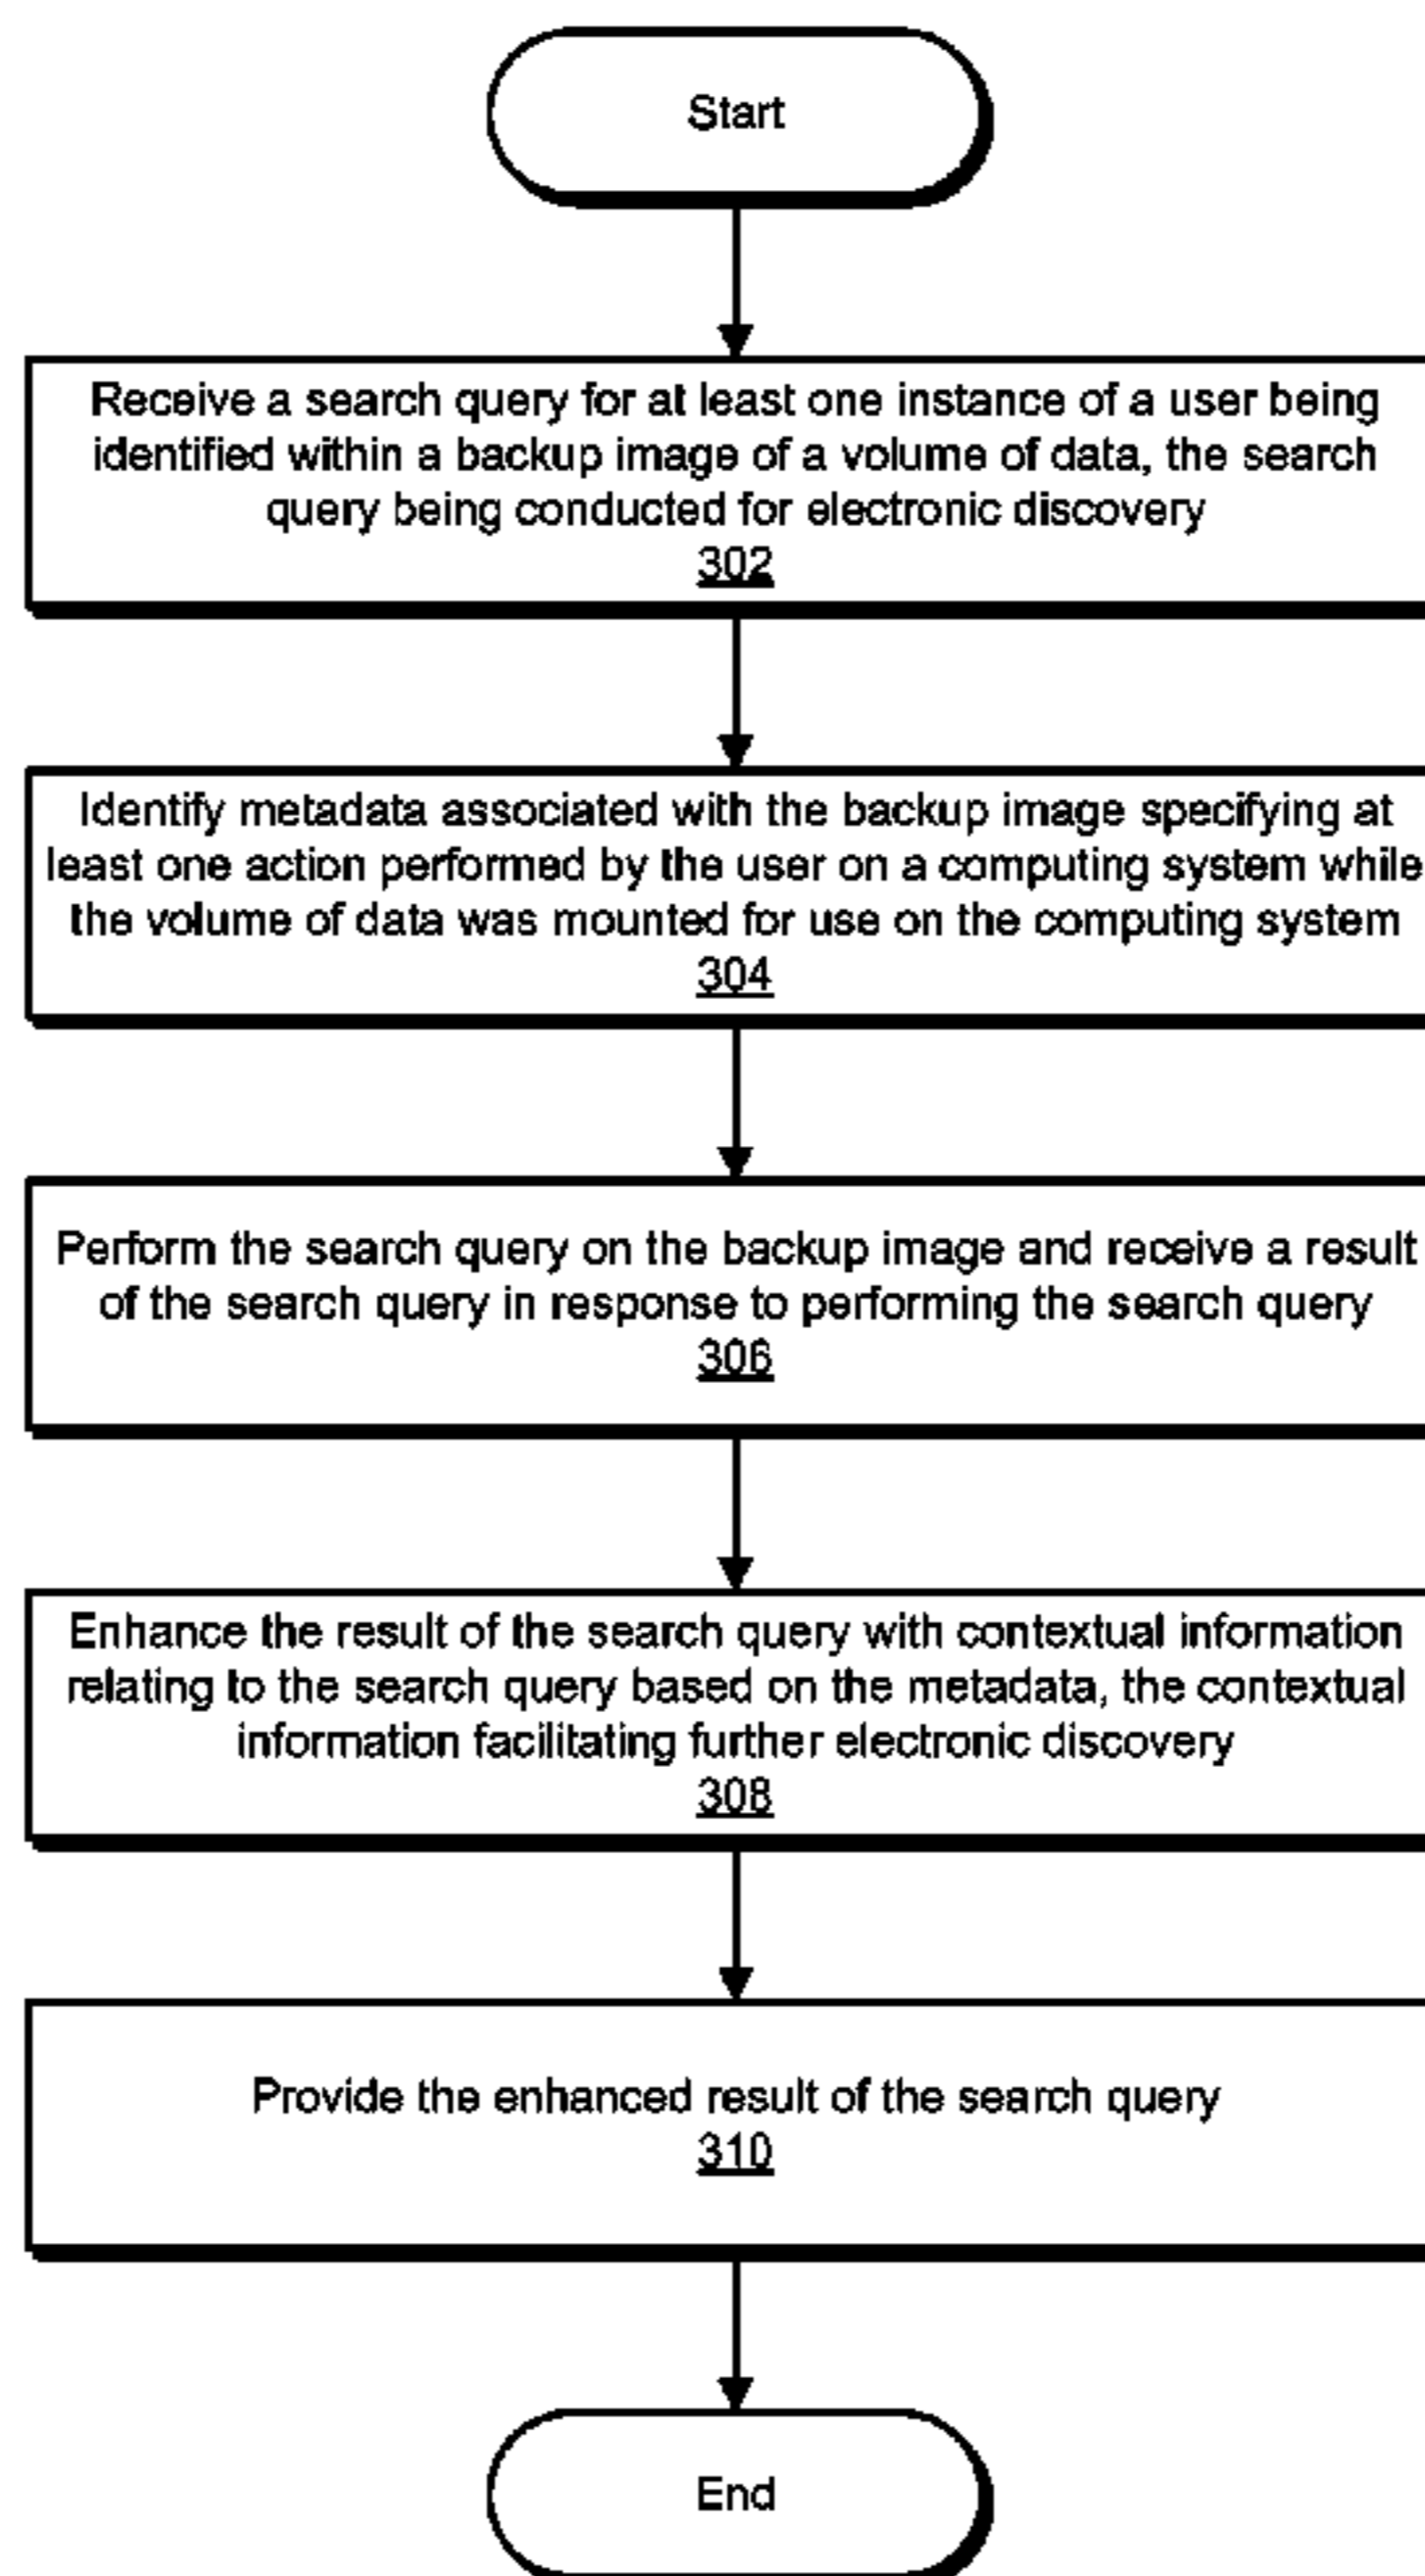 Start
Receive a search query for at least one instance of a user being
identified within a backup image of a volume of data, the search
query being conducted for electronic discovery
302
Identify metadata associated with the backup image specifying at
least one action performed by the user on a computing system while
the volume of data was mounted for use on the computing system
304
Perform the search query on the backup image and receive a result
of the search query in response to performing the search query
306
Enhance the result of the search query with contextual information
relating to the search query based on the metadata, the contextual
information facilitating further electronic discovery
308
Provide the enhanced result of the search query
310
End